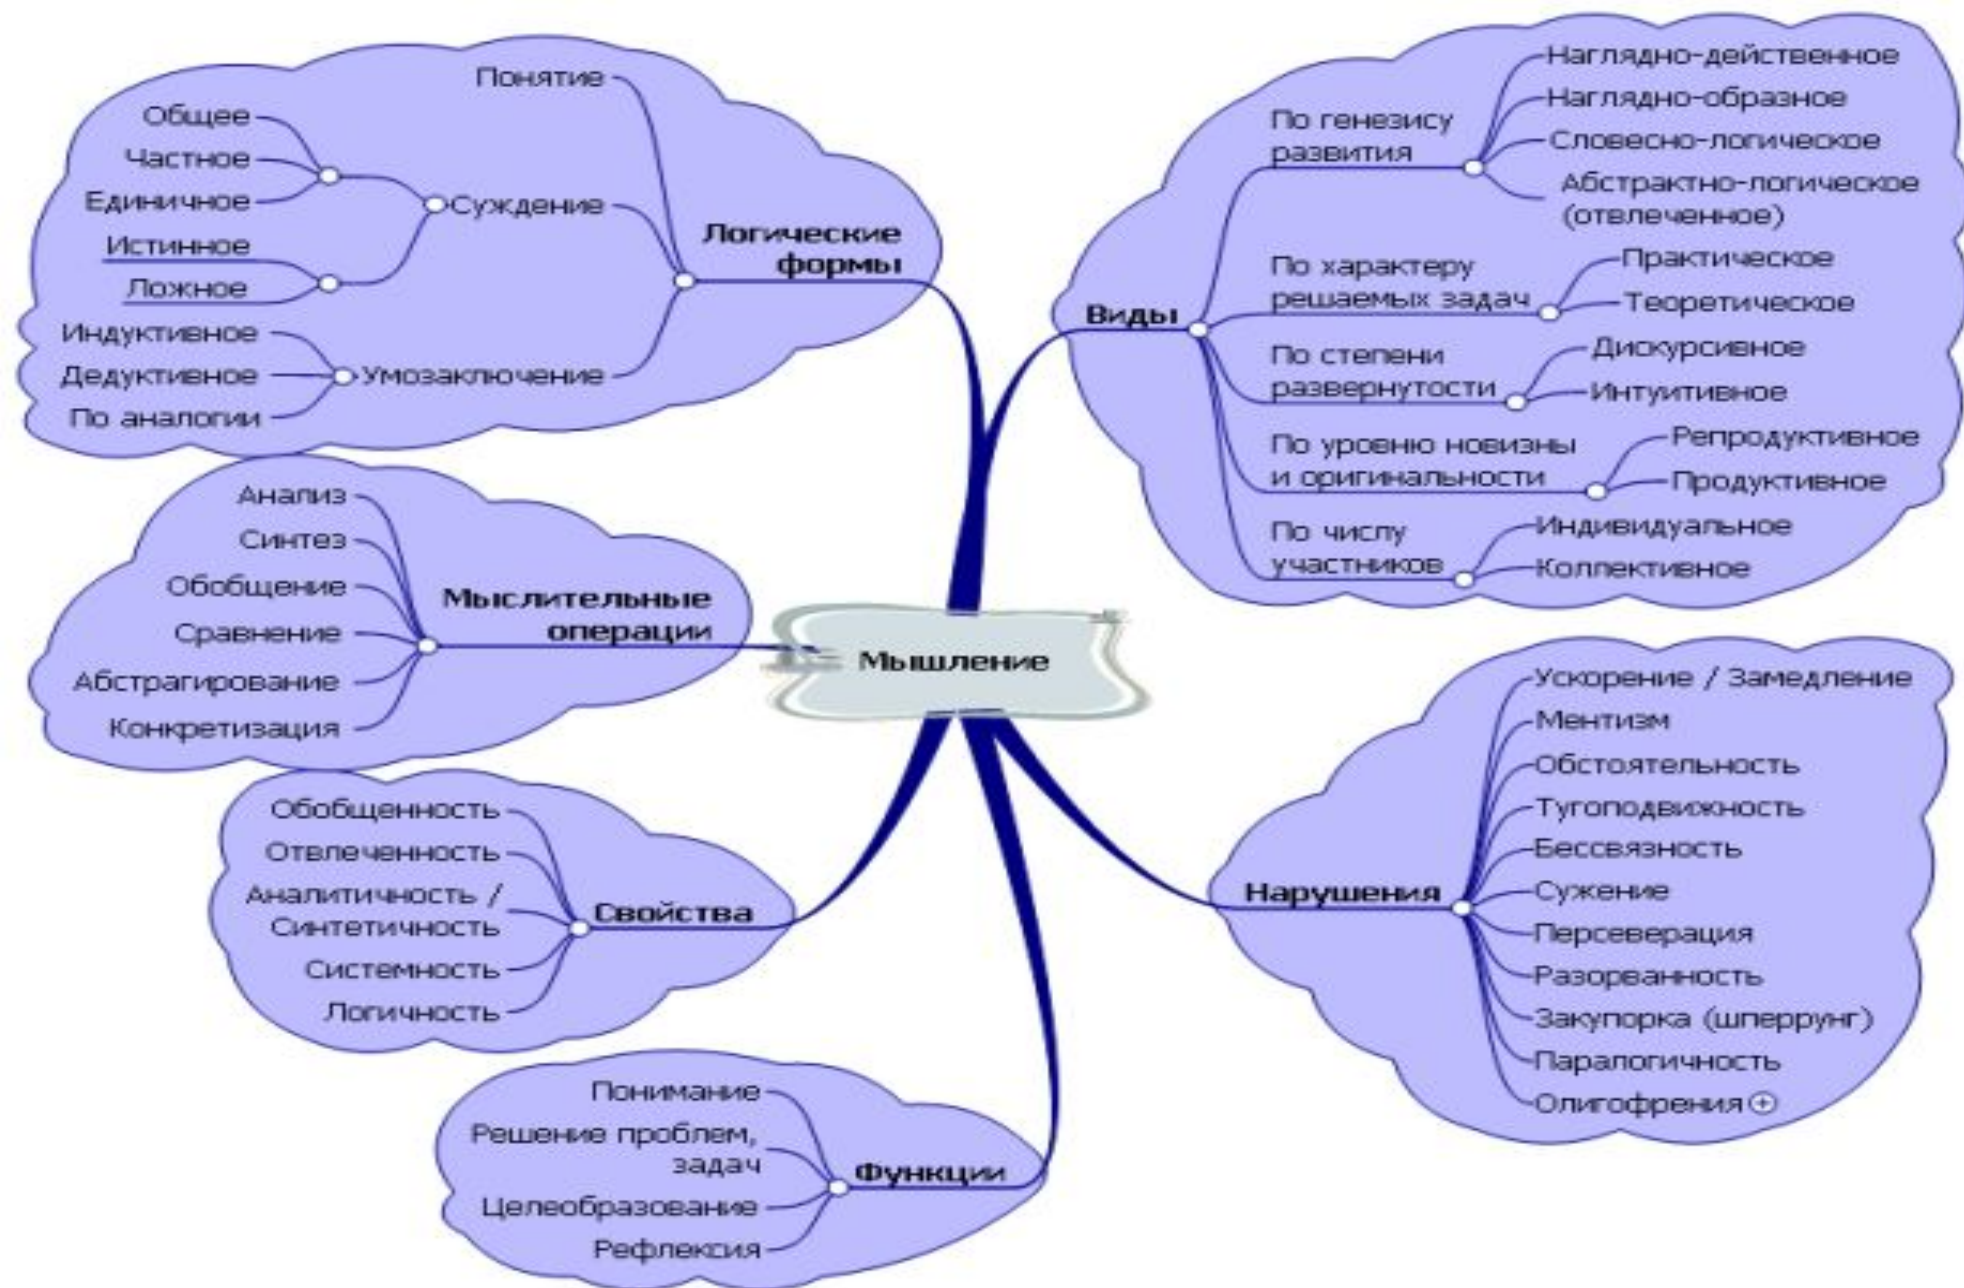 Мышление
Логические
формы
Понятие
Суждение
Общее
Частное
Единичное
Истинное
Ложное
Умозаключение
Индуктивное
Дедуктивное
По аналогии
Мыслительные
операции
Анализ
Синтез
Обобщение
Сравнение
Абстрагирование
Конкретизация
Свойства
Обобщенность
Отвлеченность
Аналитичность /
Синтетичность
Системность
Логичность
Функции
Понимание
Решение проблем,
задач
Целеобразование
Рефлексия
Виды
По генезису
развития
Наглядно-действенное
Наглядно-образное
Словесно-логическое
Абстрактно-логическое
(отвлеченное)
По характеру
решаемых задач
Практическое
Теоретическое
По степени
развернутости
Дискурсивное
Интуитивное
По уровню новизны
и оригинальности
Репродуктивное
Продуктивное
По числу
участников
Индивидуальное
Коллективное
Нарушения
Ускорение / Замедление
Ментизм
Обстоятельность
Тугоподвижность
Бессвязность
Сужение
Персеверация
Разорванность
Закупорка (шперрунг)
Паралогичность
Олигофрения